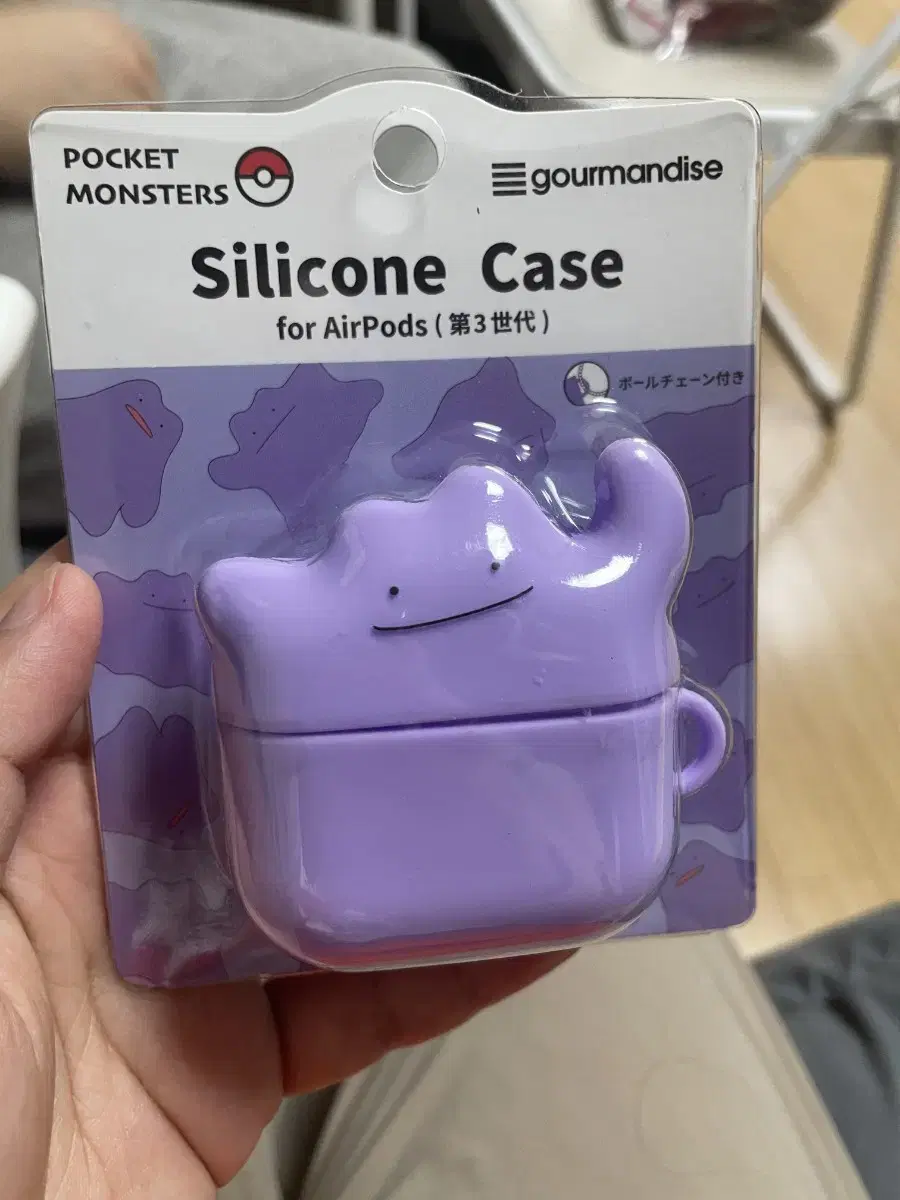 POCKET
MONSTERS
gourmandise
Silicone Case
for AirPods ( 第3世代 )
ボールチェーン付き